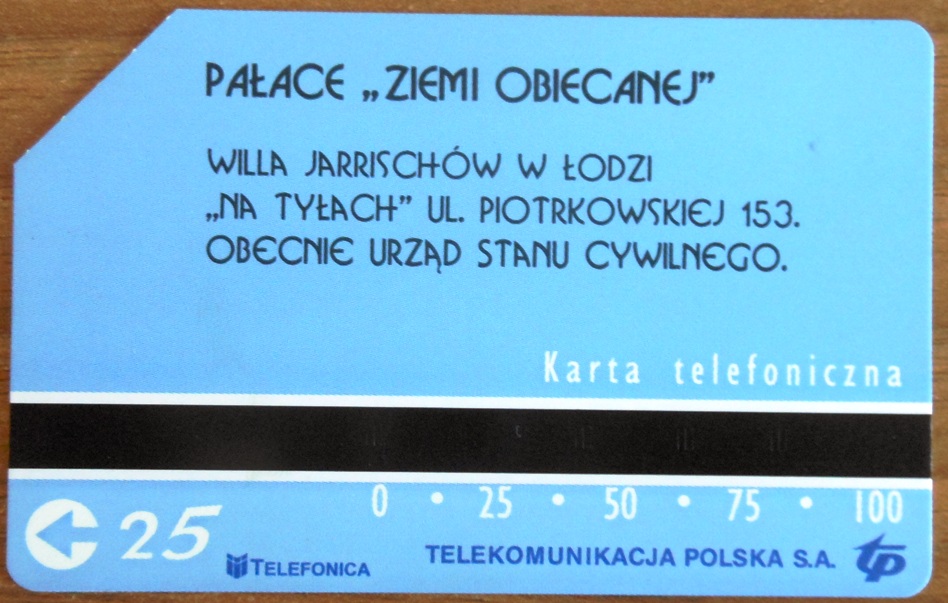 PAŁACE „ZIEMI OBIECANEJ”
WILLA JARRISCHÓW W ŁODZI
„NA TYŁACH” UL. PIOTRKOWSKIEJ 153.
OBECNIE URZĄD STANU CYWILNEGO.
Karta telefoniczna
0 • 25 • 50 • 75 • 100
25
TELEFONICA
TELEKOMUNIKACJA POLSKA S.A. tp